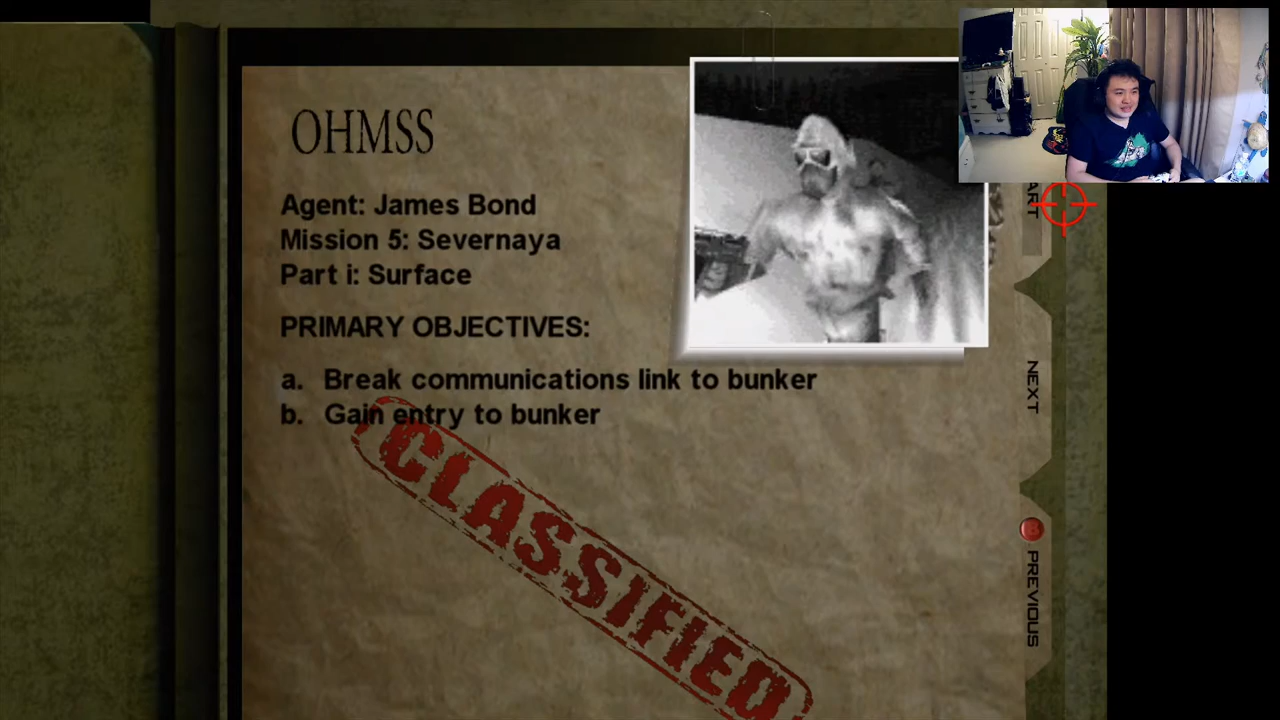 OHMSS
Agent: James Bond
Mission 5: Severnaya
Part i: Surface
PRIMARY OBJECTIVES:
a. Break communications link to bunker
b. Gain entry to bunker
CLASSIFIED
NEXT
B PREVIOUS